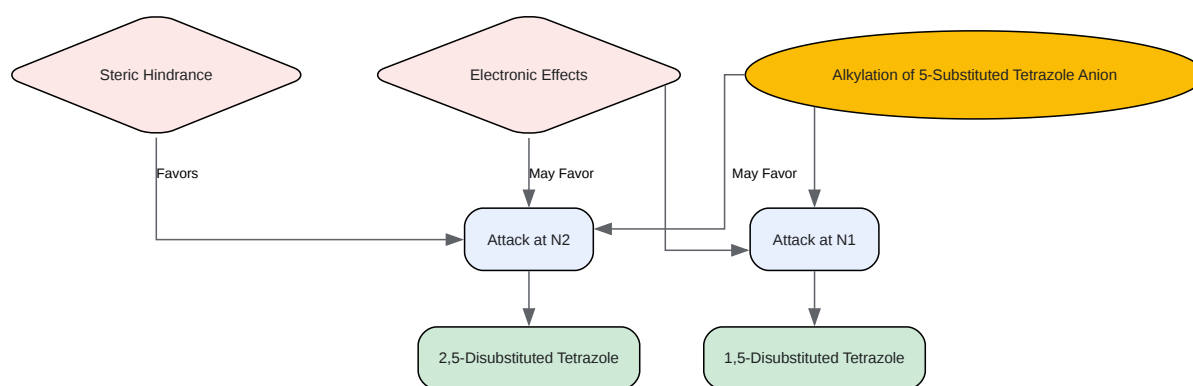 Steric Hindrance
Electronic Effects
Alkylation of 5-Substituted Tetrazole Anion
Favors
May Favor
May Favor
Attack at N2
Attack at N1
2,5-Disubstituted Tetrazole
1,5-Disubstituted Tetrazole